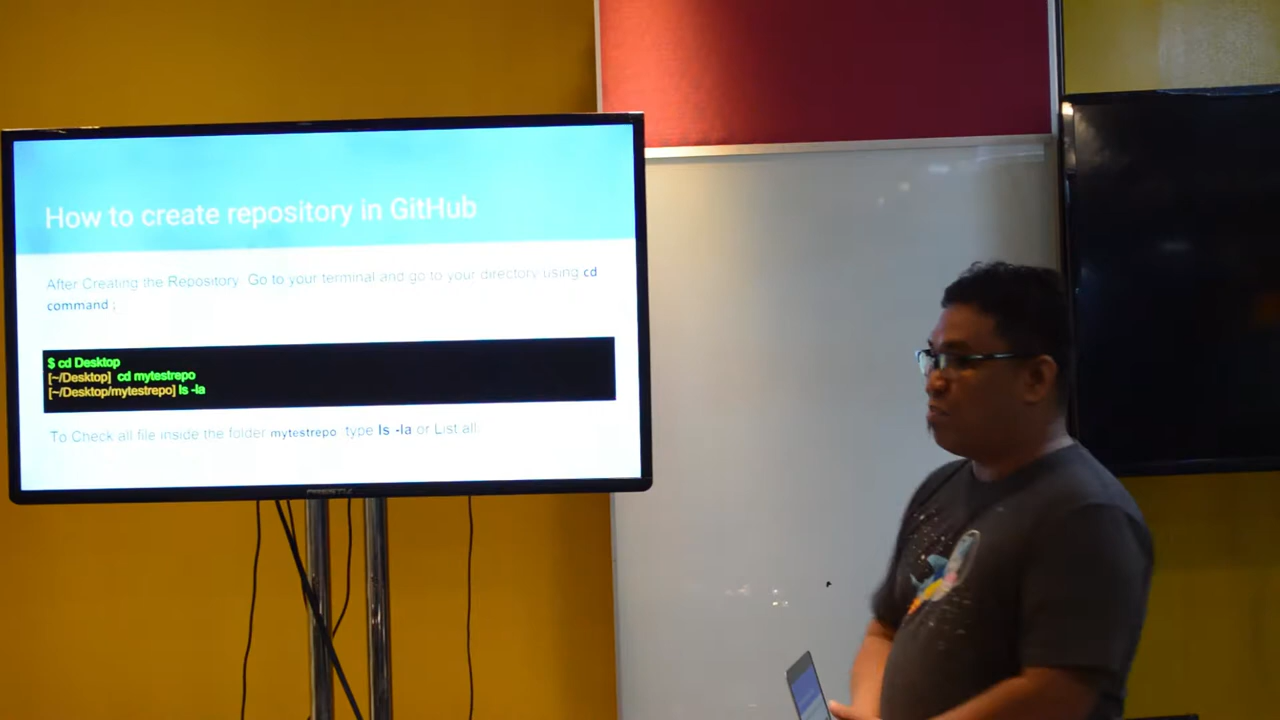 How to create repository in GitHub
After Creating the Repository Go to your terminal and go to your directory using cd
command ;
$ cd Desktop
[~/Desktop] cd mytestrepo
[~/Desktop/mytestrepo] ls -la
To Check all file inside the folder mytestrepo type ls -la or List all.